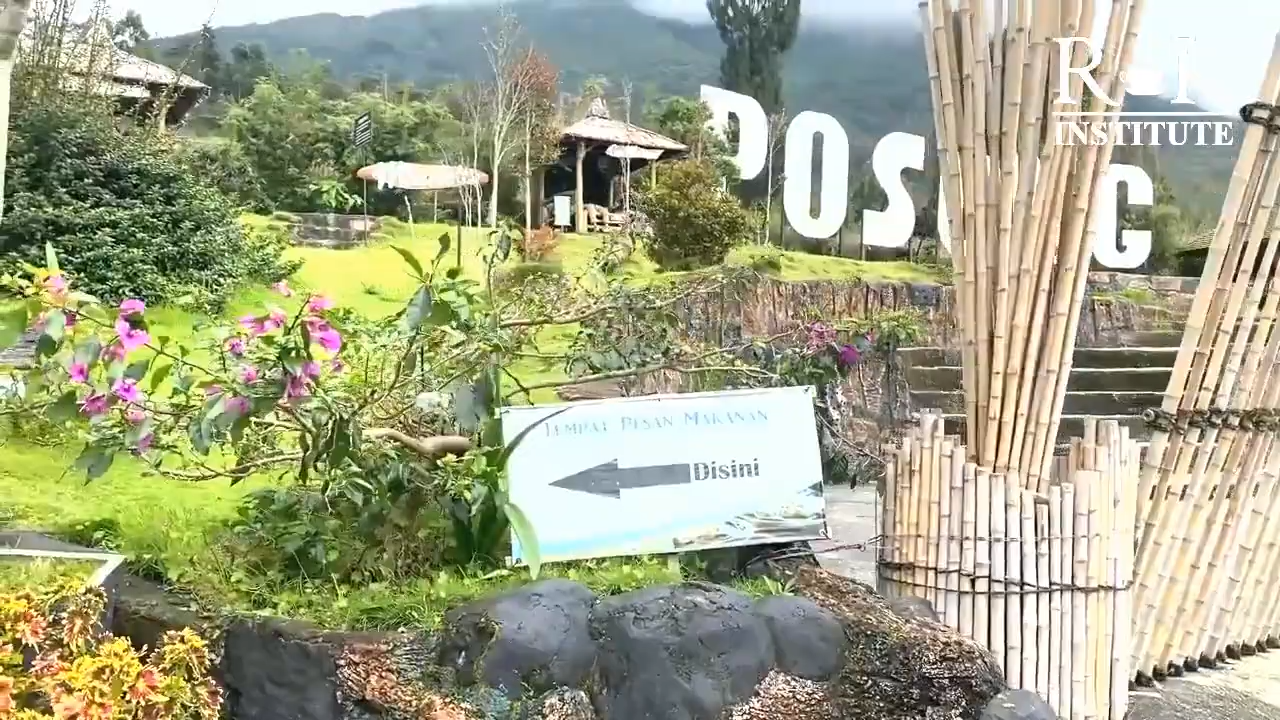 R I
INSTITUTE
POS C
TEMPAT PESAN MAKANAN
Disini